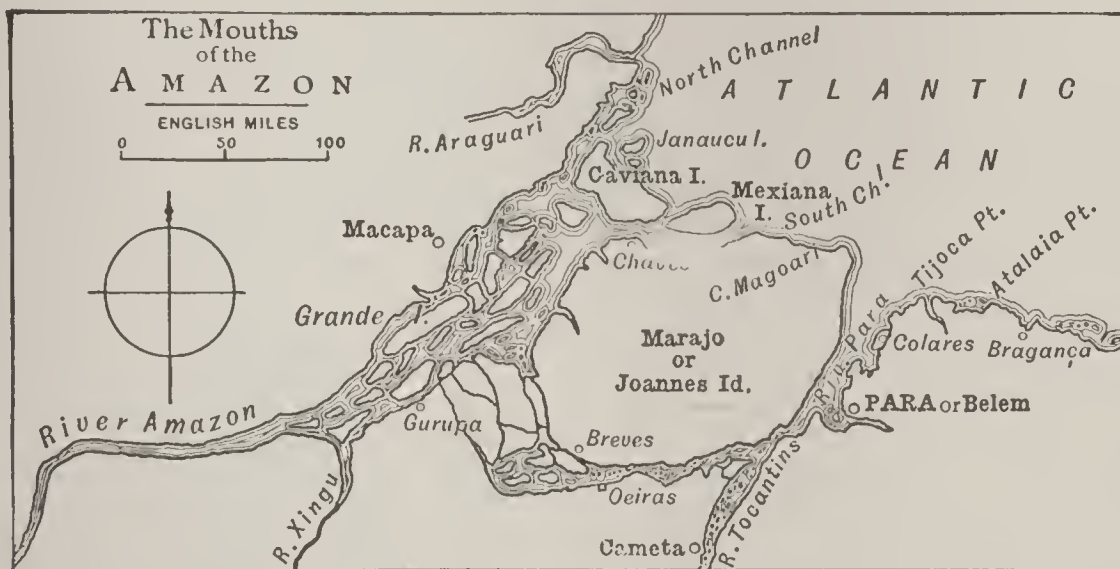 The Mouths
of the
AMAZON
ENGLISH MILES
0 50 100
R. Araguari
North Channel
ATLANTIC
OCEAN
Janaucu I.
Caviana I.
Mexiana
I.
South Ch.
Macapa
Chaves
C. Magoari
Tijoca Pt.
Atalaia Pt.
Grande I.
Marajo
or
Joannes Id.
Riv. Para
Colares
Bragança
PARA or Belem
River Amazon
Gurupa
Breves
Oeiras
R. Xingu
Cameta
R. Tocantins